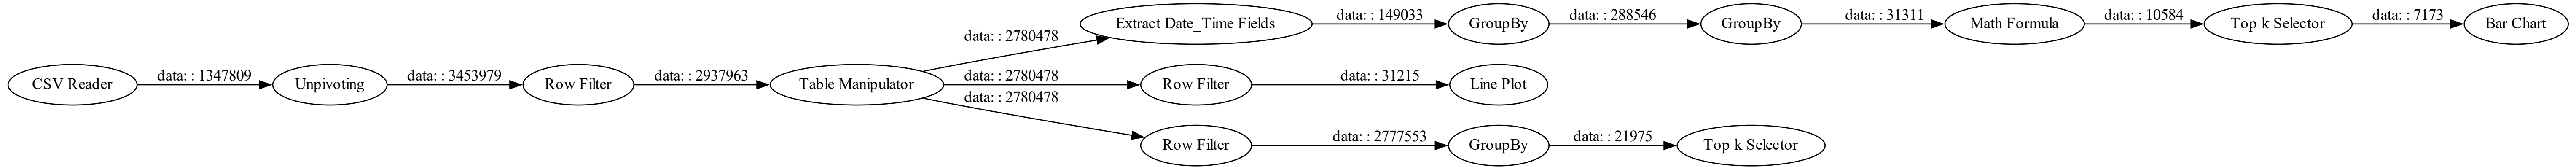 CSV Reader
data: : 1347809
Unpivoting
data: : 3453979
Row Filter
data: : 2937963
Table Manipulator
data: : 2780478
Extract Date_Time Fields
data: : 149033
GroupBy
data: : 288546
GroupBy
data: : 31311
Math Formula
data: : 10584
Top k Selector
data: : 7173
Bar Chart
data: : 2780478
Row Filter
data: : 31215
Line Plot
data: : 2780478
Row Filter
data: : 2777553
GroupBy
data: : 21975
Top k Selector